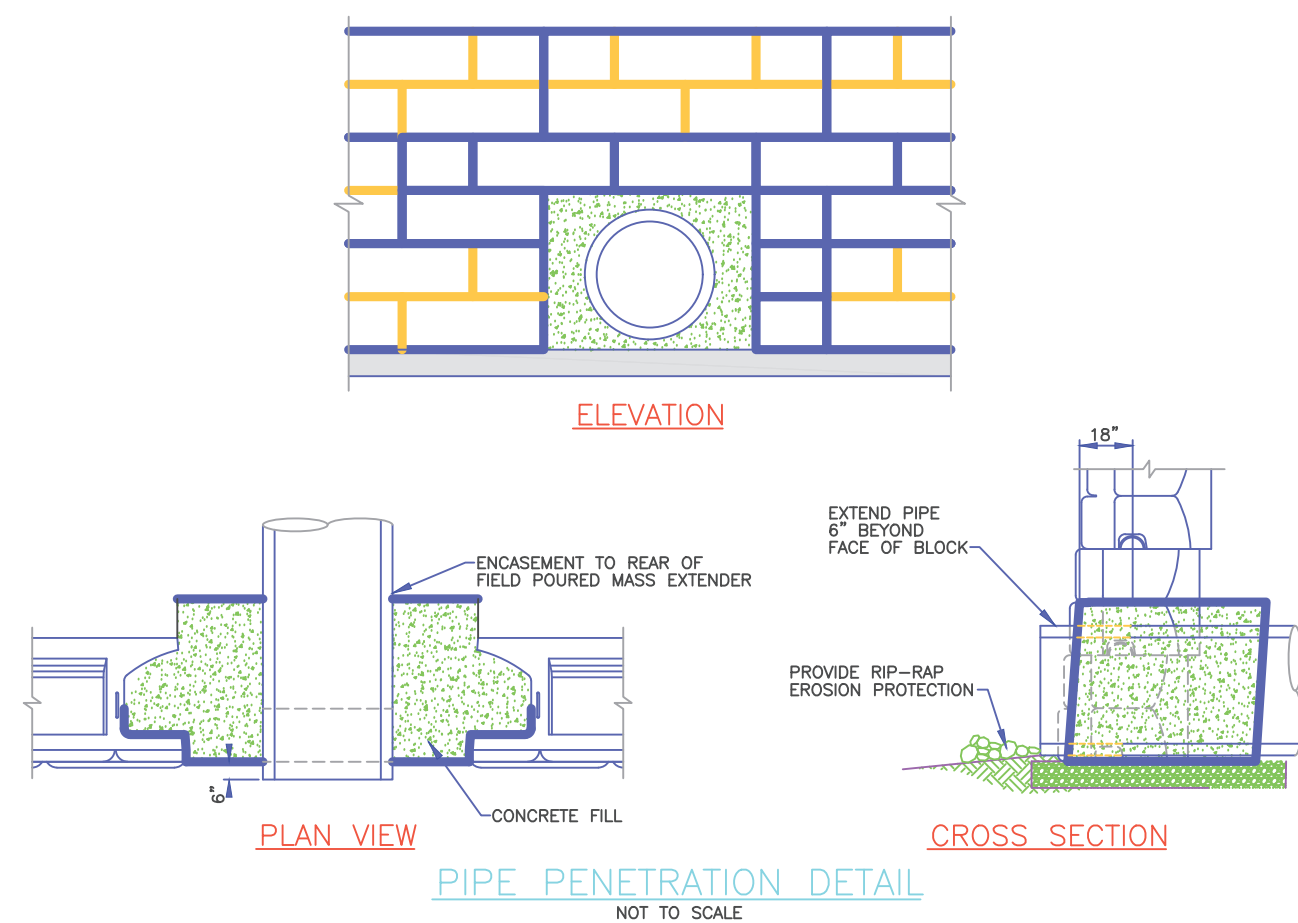 ELEVATION
18"
EXTEND PIPE
6" BEYOND
FACE OF BLOCK
ENCASEMENT TO REAR OF
FIELD POURED MASS EXTENDER
PROVIDE RIP-RAP
EROSION PROTECTION
6"
CONCRETE FILL
PLAN VIEW
CROSS SECTION
PIPE PENETRATION DETAIL
NOT TO SCALE